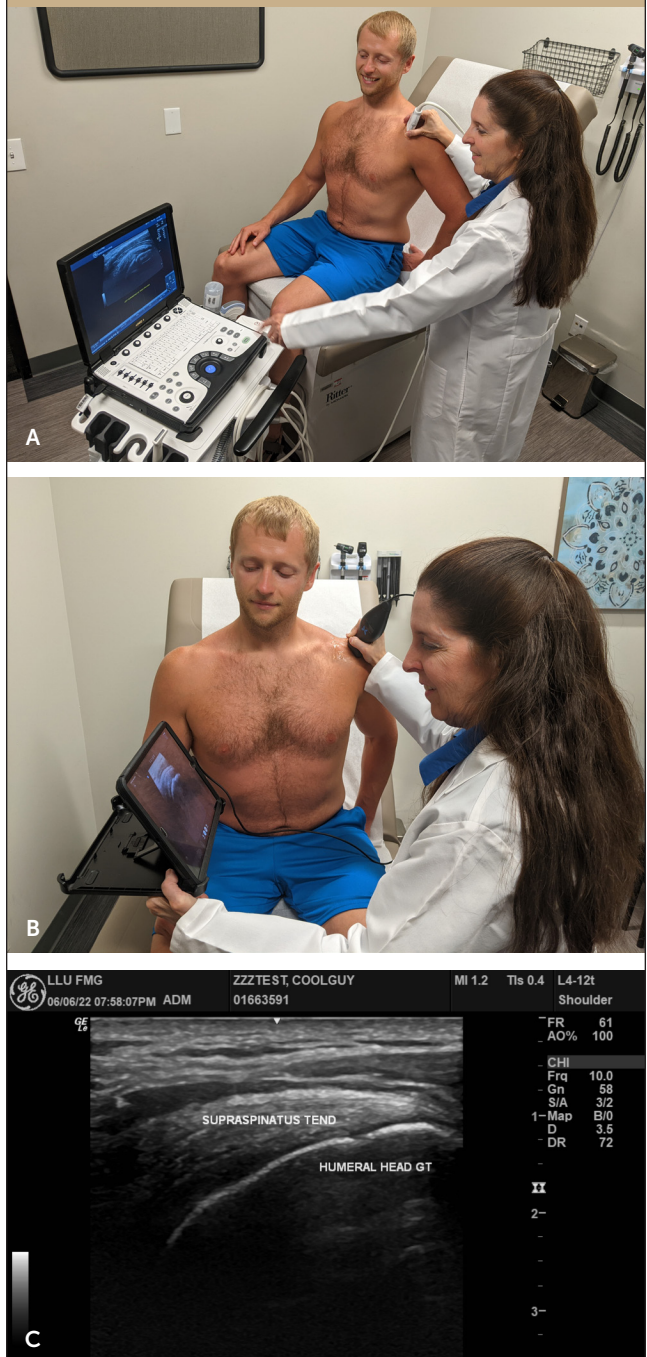 Ritter
A
B
LLU FMG ZZZTEST, COOLGUY MI 1.2 TIs 0.4 L4-12t
06/06/22 07:58:07PM ADM 01663591 Shoulder
GE
FR 61
AO% 100
CHI
Frq 10.0
Gn 58
S/A 3/2
1 Map B/0
D 3.5
DR 72
SUPRASPINATUS TEND
HUMERAL HEAD GT
2
3
C